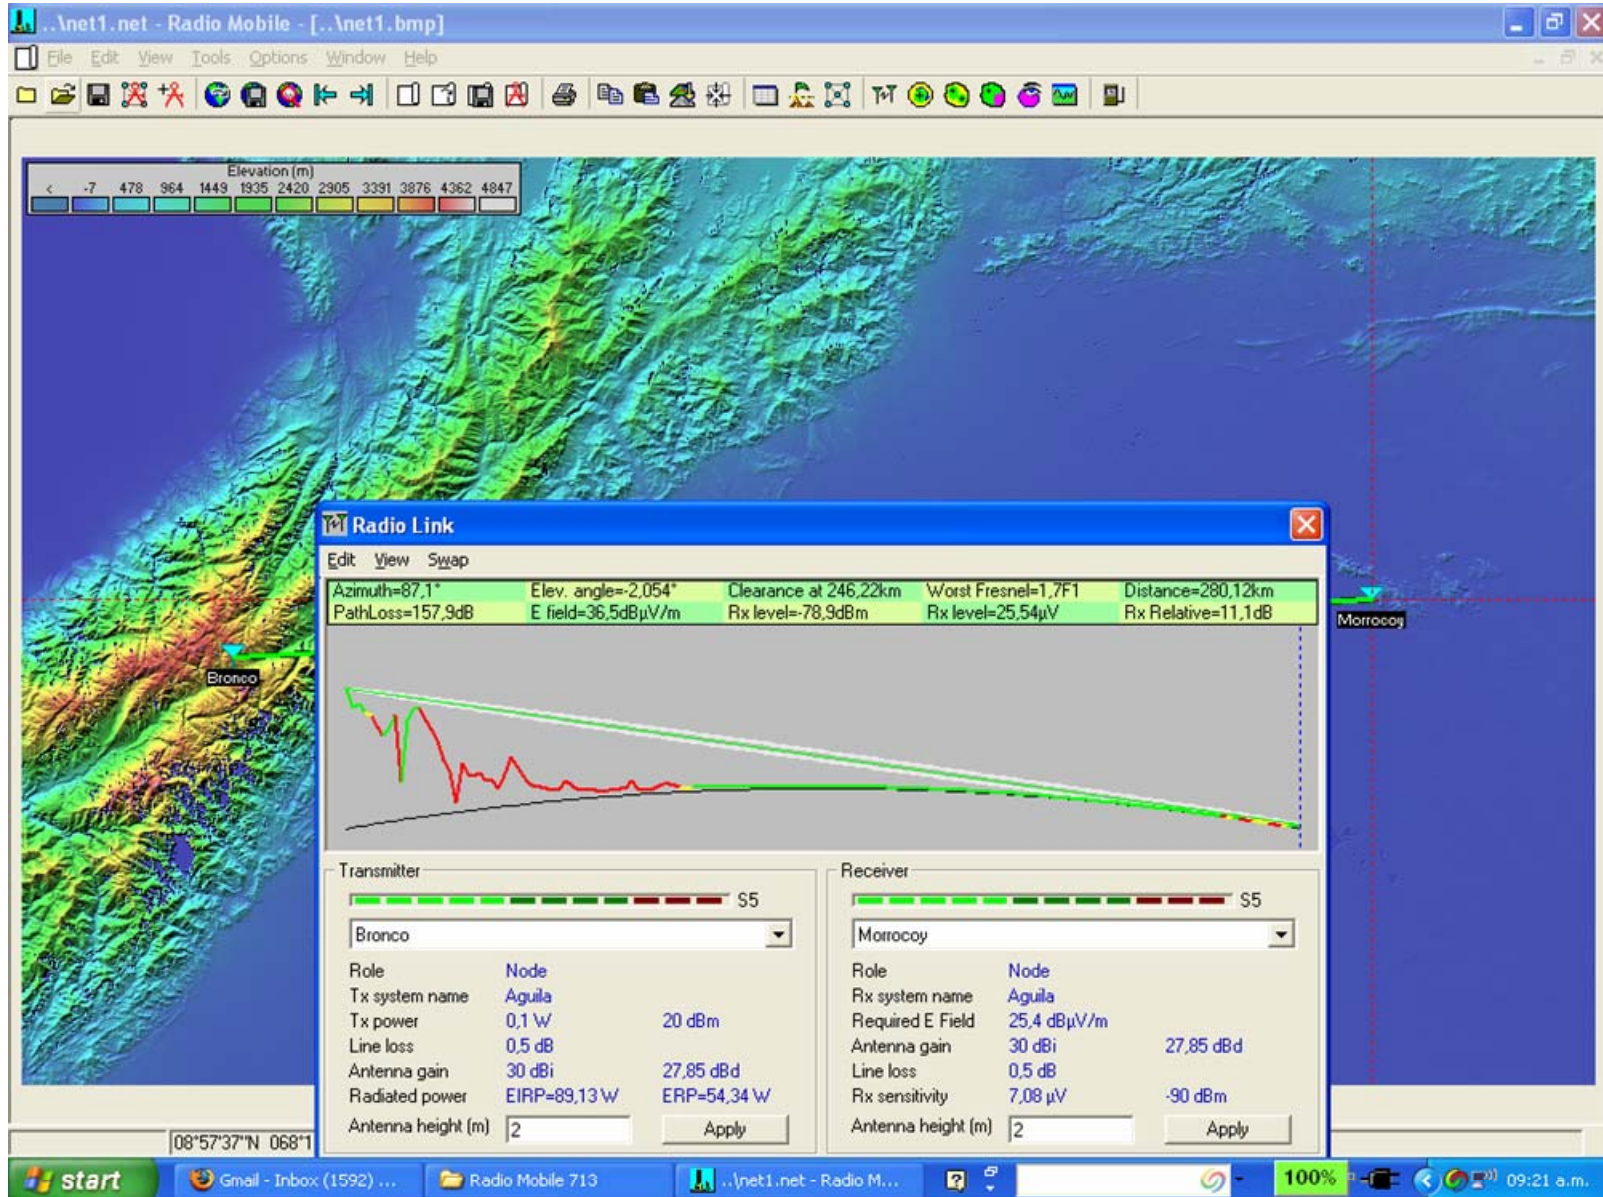 ..\net1.net - Radio Mobile - [..\net1.bmp]
File Edit View Tools Options Window Help
Elevation (m)
< -7 478 964 1449 1935 2420 2905 3391 3876 4362 4847
Bronco
Morrocoy
Radio Link
Edit View Swap
Azimuth=87,1° Elev. angle=-2,054° Clearance at 246,22km Worst Fresnel=1,7F1 Distance=280,12km
PathLoss=157,9dB E field=36,5dBµV/m Rx level=-78,9dBm Rx level=25,54µV Rx Relative=11,1dB
Transmitter
S5
Bronco
Role Node
Tx system name Aguila
Tx power 0,1 W 20 dBm
Line loss 0,5 dB
Antenna gain 30 dBi 27,85 dBd
Radiated power EIRP=89,13 W ERP=54,34 W
Antenna height (m) 2 Apply
Receiver
S5
Morrocoy
Role Node
Rx system name Aguila
Required E Field 25,4 dBµV/m
Antenna gain 30 dBi 27,85 dBd
Line loss 0,5 dB
Rx sensitivity 7,08 µV -90 dBm
Antenna height (m) 2 Apply
08°57'37"N 068°1
start Gmail - Inbox (1592) ... Radio Mobile 713 ..\net1.net - Radio M... 100% 09:21 a.m.